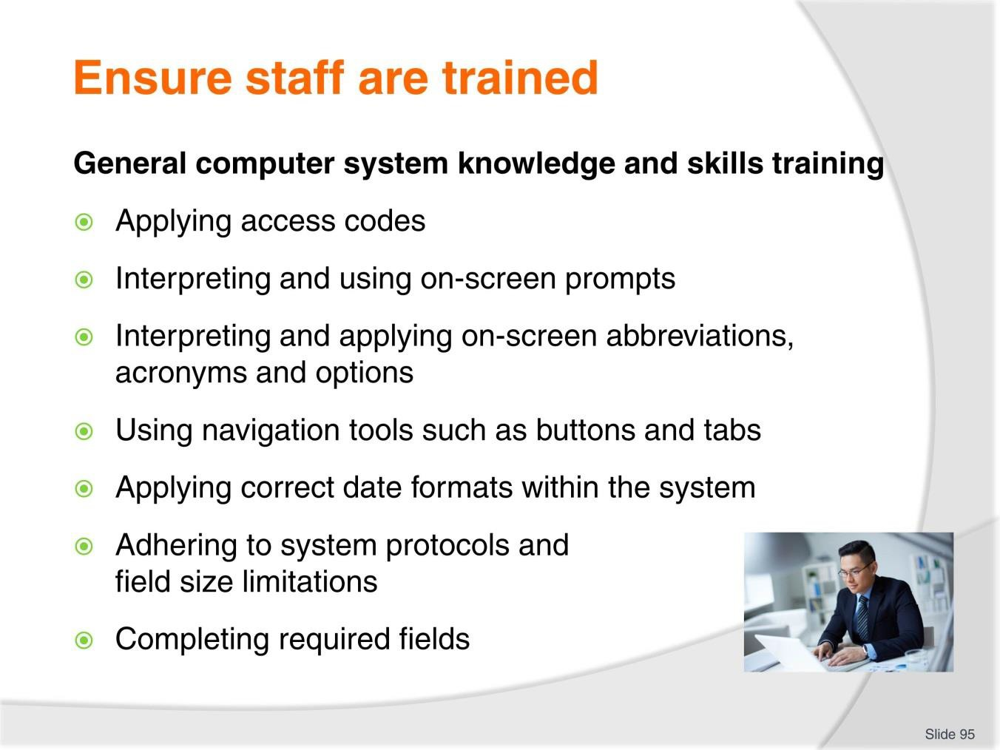 Ensure staff are trained
General computer system knowledge and skills training
Applying access codes
Interpreting and using on-screen prompts
Interpreting and applying on-screen abbreviations,
acronyms and options
Using navigation tools such as buttons and tabs
Applying correct date formats within the system
Adhering to system protocols and
field size limitations
Completing required fields
Slide 95